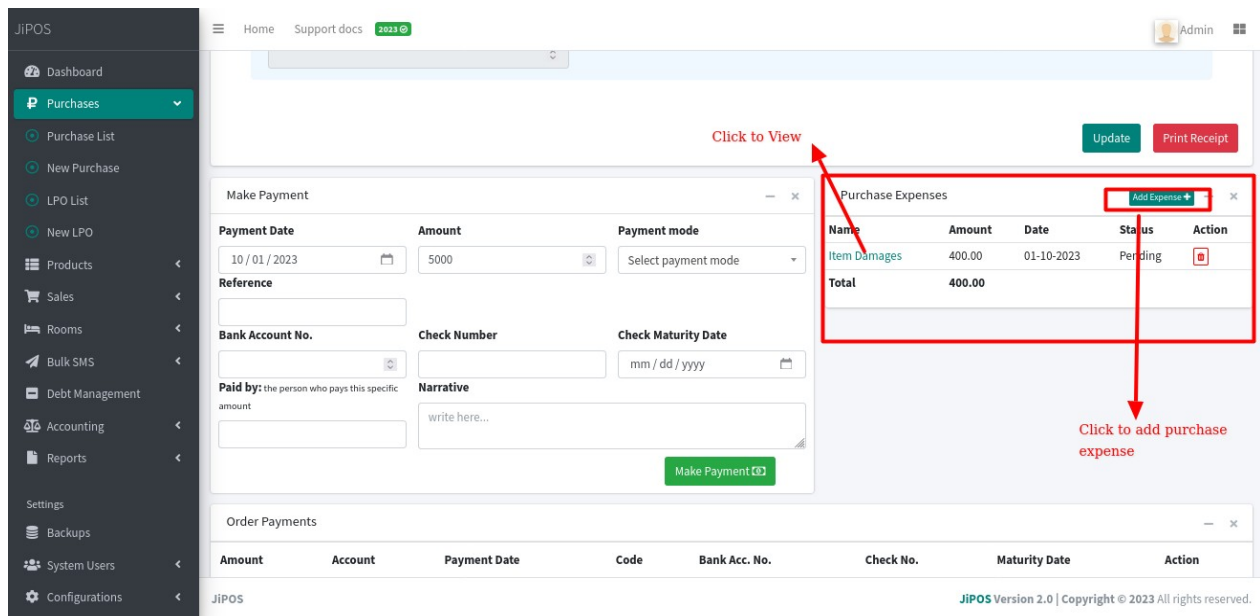 JiPOS
Home Support docs 2023
Admin
Dashboard
Purchases
Purchase List
New Purchase
LPO List
New LPO
Products
Sales
Rooms
Bulk SMS
Debt Management
Accounting
Reports
Settings
Backups
System Users
Configurations
Click to View
Update Print Receipt
Make Payment
Payment Date Amount Payment mode
10/01/2023 5000 Select payment mode
Reference
Bank Account No. Check Number Check Maturity Date
mm/dd/yyyy
Paid by: the person who pays this specific
amount
Narrative
write here...
Make Payment
Purchase Expenses Add Expense +
Name Amount Date Status Action
Item Damages 400.00 01-10-2023 Pending
Total 400.00
Click to add purchase
expense
Order Payments
Amount Account Payment Date Code Bank Acc. No. Check No. Maturity Date Action
JiPOS
JiPOS Version 2.0 | Copyright © 2023 All rights reserved.